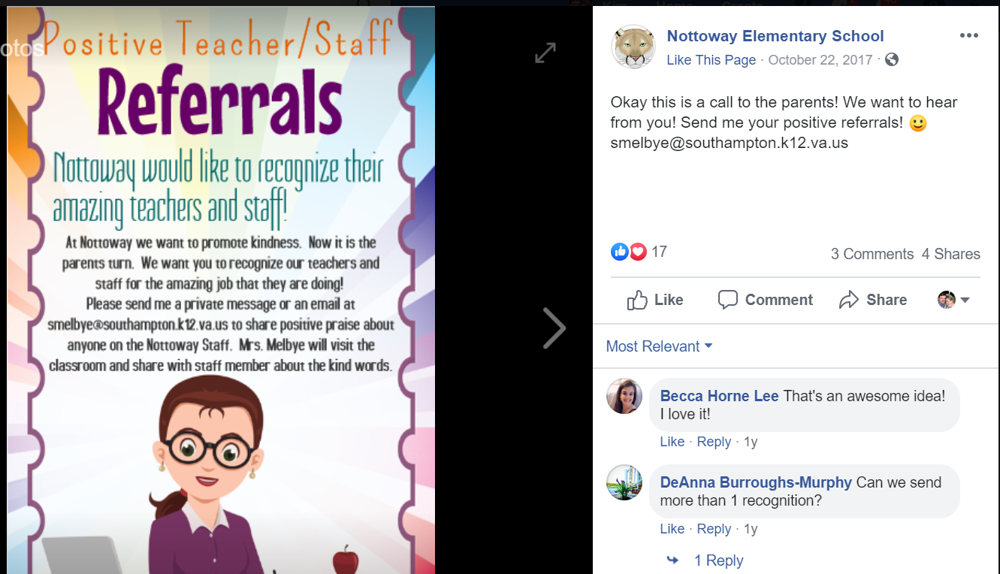 otos
Positive Teacher/Staff
Referrals
Nottoway would like to recognize their
amazing teachers and staff!
At Nottoway we want to promote kindness. Now it is the
parents turn. We want you to recognize our teachers and
staff for the amazing job that they are doing!
Please send me a private message or an email at
smelbye@southampton.k12.va.us to share positive praise about
anyone on the Nottoway Staff. Mrs. Melbye will visit the
classroom and share with staff member about the kind words.
Nottoway Elementary School
Like This Page · October 22, 2017 ·
Okay this is a call to the parents! We want to hear
from you! Send me your positive referrals! 🙂
smelbye@southampton.k12.va.us
17
3 Comments 4 Shares
Like Comment Share
Most Relevant
Becca Horne Lee That's an awesome idea!
I love it!
Like · Reply · 1y
DeAnna Burroughs-Murphy Can we send
more than 1 recognition?
Like · Reply · 1y
1 Reply